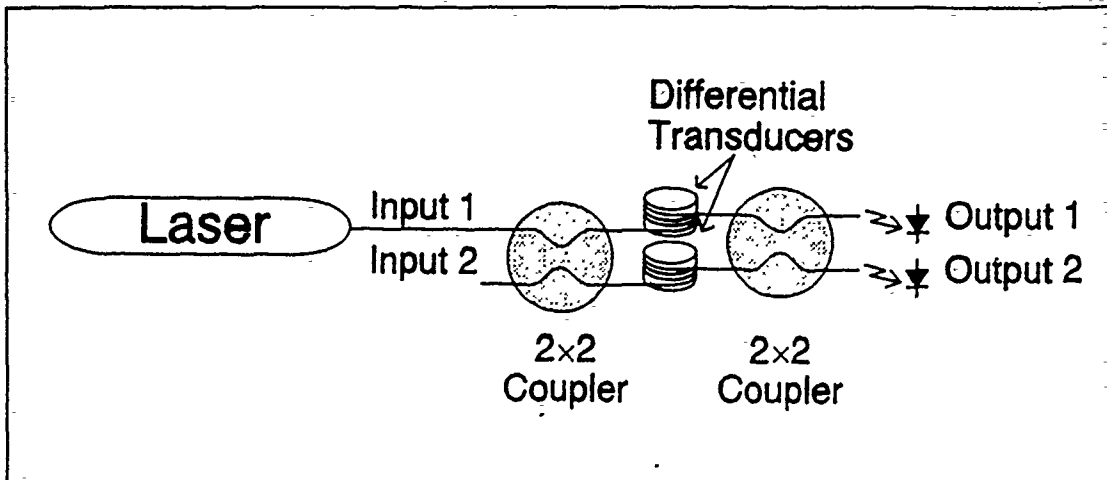 Differential
Transducers
Laser
Input 1
Input 2
Output 1
Output 2
2×2
Coupler
2×2
Coupler